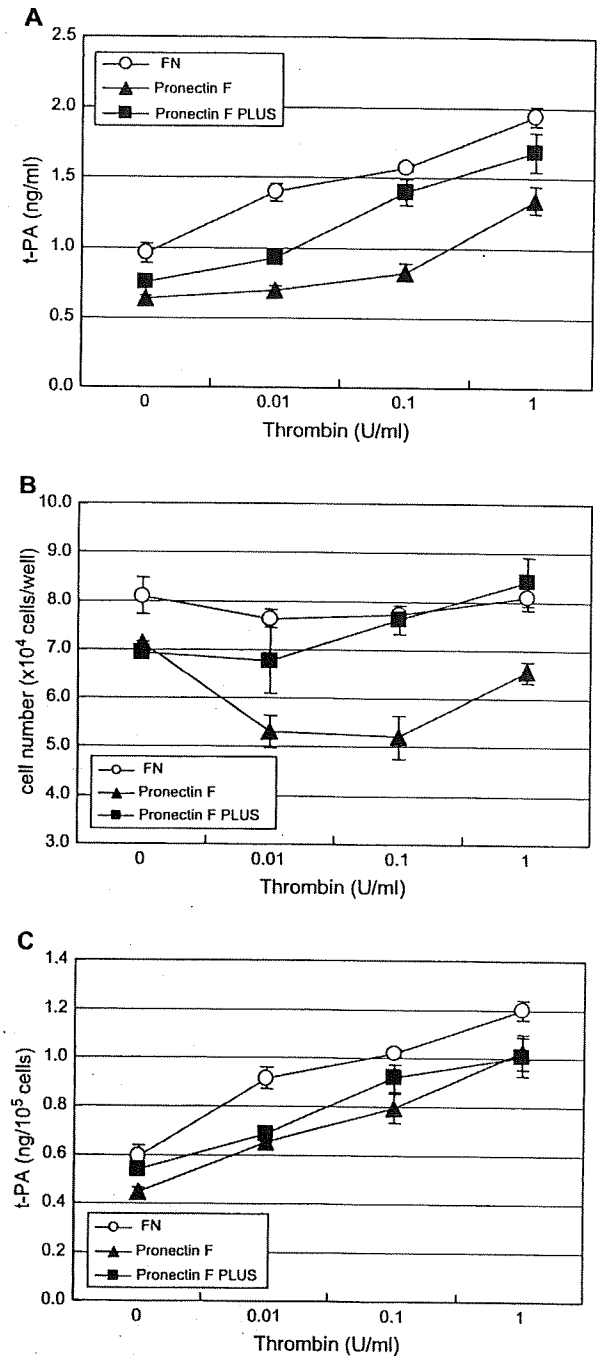 A
2.5
2.0
1.5
1.0
0.5
0.0
t-PA (ng/ml)
FN
Pronectin F
Pronectin F PLUS
0 0.01 0.1 1
Thrombin (U/ml)
B
10.0
9.0
8.0
7.0
6.0
5.0
4.0
3.0
cell number (x10⁴ cells/well)
FN
Pronectin F
Pronectin F PLUS
0 0.01 0.1 1
Thrombin (U/ml)
C
1.4
1.2
1.0
0.8
0.6
0.4
0.2
0.0
t-PA (ng/10⁵ cells)
FN
Pronectin F
Pronectin F PLUS
0 0.01 0.1 1
Thrombin (U/ml)